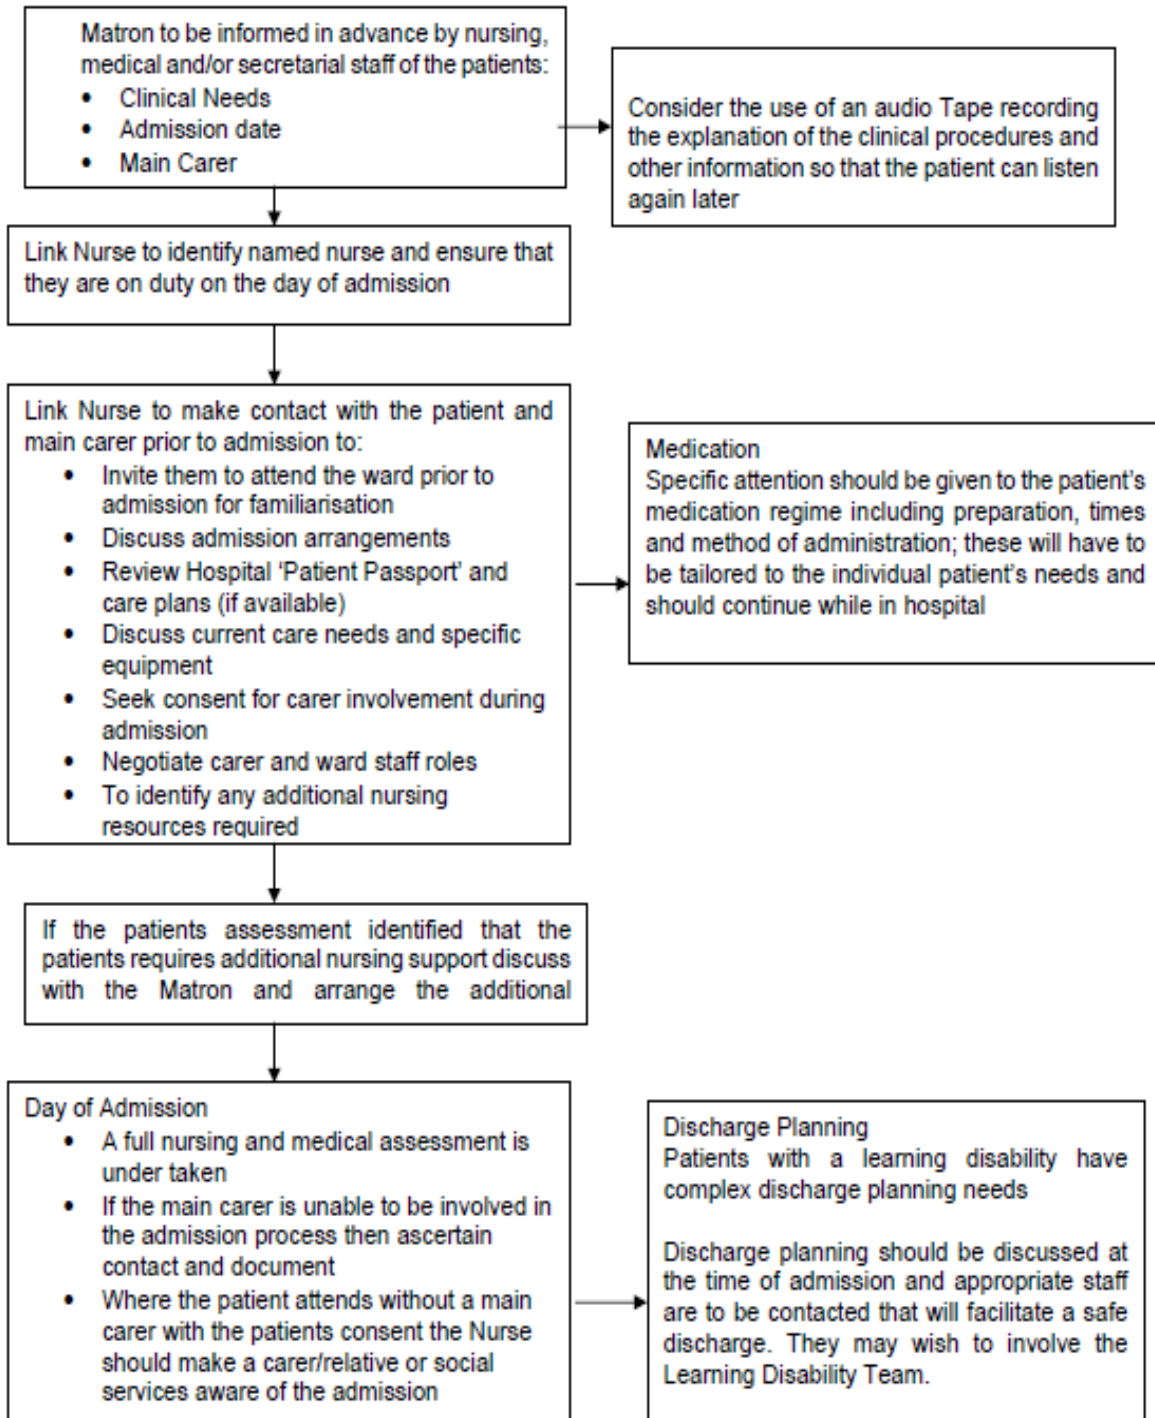 Matron to be informed in advance by nursing,
medical and/or secretarial staff of the patients:
• Clinical Needs
• Admission date
• Main Carer
Consider the use of an audio Tape recording
the explanation of the clinical procedures and
other information so that the patient can listen
again later
Link Nurse to identify named nurse and ensure that
they are on duty on the day of admission
Link Nurse to make contact with the patient and
main carer prior to admission to:
• Invite them to attend the ward prior to
admission for familiarisation
• Discuss admission arrangements
• Review Hospital ‘Patient Passport’ and
care plans (if available)
• Discuss current care needs and specific
equipment
• Seek consent for carer involvement during
admission
• Negotiate carer and ward staff roles
• To identify any additional nursing
resources required
Medication
Specific attention should be given to the patient’s
medication regime including preparation, times
and method of administration; these will have to
be tailored to the individual patient’s needs and
should continue while in hospital
If the patients assessment identified that the
patients requires additional nursing support discuss
with the Matron and arrange the additional
Day of Admission
• A full nursing and medical assessment is
under taken
• If the main carer is unable to be involved in
the admission process then ascertain
contact and document
• Where the patient attends without a main
carer with the patients consent the Nurse
should make a carer/relative or social
services aware of the admission
Discharge Planning
Patients with a learning disability have
complex discharge planning needs
Discharge planning should be discussed at
the time of admission and appropriate staff
are to be contacted that will facilitate a safe
discharge. They may wish to involve the
Learning Disability Team.